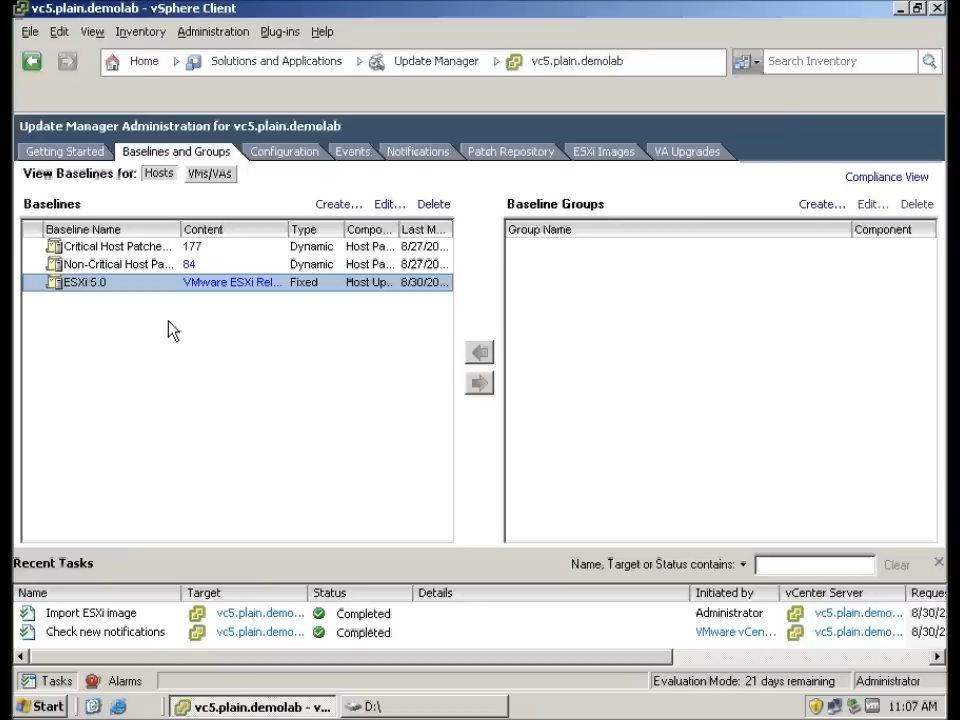 vc5.plain.demolab - vSphere Client
File Edit View Inventory Administration Plug-ins Help
Home Solutions and Applications Update Manager vc5.plain.demolab Search Inventory
Update Manager Administration for vc5.plain.demolab
Getting Started Baselines and Groups Configuration Events Notifications Patch Repository ESXi Images VA Upgrades
View Baselines for: Hosts VMs/VAs
Compliance View
Baselines Create... Edit... Delete Baseline Groups Create... Edit... Delete
Baseline Name Content Type Compo... Last M... Group Name Component
Critical Host Patche... 177 Dynamic Host Pa... 8/27/20...
Non-Critical Host Pa... 84 Dynamic Host Pa... 8/27/20...
ESXi 5.0 VMware ESXi Rel... Fixed Host Up... 8/30/20...
Recent Tasks Name, Target or Status contains: Clear
Name Target Status Details Initiated by vCenter Server Reque
Import ESXi image vc5.plain.demo... Completed Administrator vc5.plain.demo... 8/30/2
Check new notifications vc5.plain.demo... Completed VMware vCen... vc5.plain.demo... 8/30/2
Tasks Alarms Evaluation Mode: 21 days remaining Administrator
Start vc5.plain.demolab - v... D:\ 11:07 AM